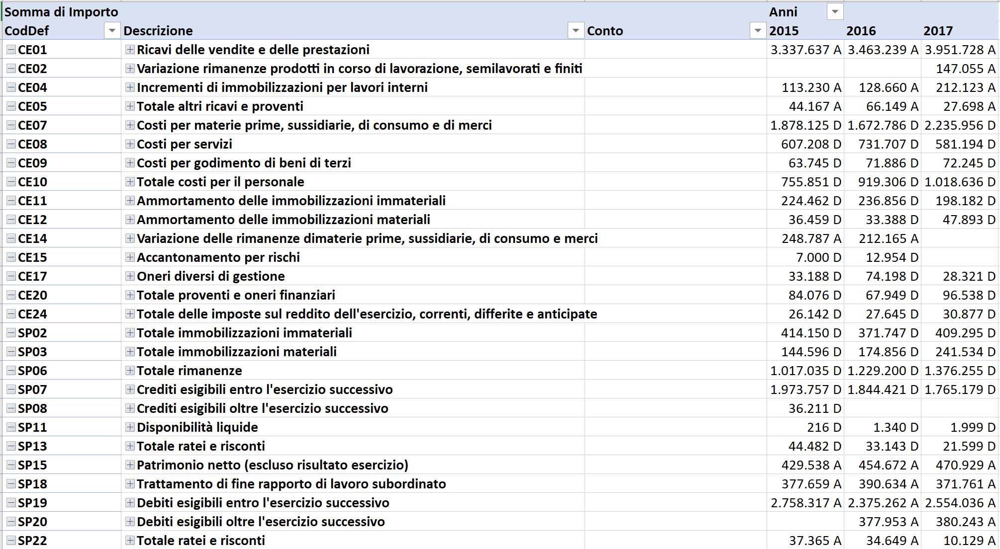 Somma di Importo Anni
CodDef Descrizione Conto 2015 2016 2017
CE01 Ricavi delle vendite e delle prestazioni 3.337.637 A 3.463.239 A 3.951.728 A
CE02 Variazione rimanenze prodotti in corso di lavorazione, semilavorati e finiti 147.055 A
CE04 Incrementi di immobilizzazioni per lavori interni 113.230 A 128.660 A 212.123 A
CE05 Totale altri ricavi e proventi 44.167 A 66.149 A 27.698 A
CE07 Costi per materie prime, sussidiarie, di consumo e di merci 1.878.125 D 1.672.786 D 2.235.956 D
CE08 Costi per servizi 607.208 D 731.707 D 581.194 D
CE09 Costi per godimento di beni di terzi 63.745 D 71.886 D 72.245 D
CE10 Totale costi per il personale 755.851 D 919.306 D 1.018.636 D
CE11 Ammortamento delle immobilizzazioni immateriali 224.462 D 236.856 D 198.182 D
CE12 Ammortamento delle immobilizzazioni materiali 36.459 D 33.388 D 47.893 D
CE14 Variazione delle rimanenze dimaterie prime, sussidiarie, di consumo e merci 248.787 A 212.165 A
CE15 Accantonamento per rischi 7.000 D 12.954 D
CE17 Oneri diversi di gestione 33.188 D 74.198 D 28.321 D
CE20 Totale proventi e oneri finanziari 84.076 D 67.949 D 96.538 D
CE24 Totale delle imposte sul reddito dell'esercizio, correnti, differite e anticipate 26.142 D 27.645 D 30.877 D
SP02 Totale immobilizzazioni immateriali 414.150 D 371.747 D 409.295 D
SP03 Totale immobilizzazioni materiali 144.596 D 174.856 D 241.534 D
SP06 Totale rimanenze 1.017.035 D 1.229.200 D 1.376.255 D
SP07 Crediti esigibili entro l'esercizio successivo 1.973.757 D 1.844.421 D 1.765.179 D
SP08 Crediti esigibili oltre l'esercizio successivo 36.211 D
SP11 Disponibilità liquide 216 D 1.340 D 1.999 D
SP13 Totale ratei e risconti 44.482 D 33.143 D 21.599 D
SP15 Patrimonio netto (escluso risultato esercizio) 429.538 A 454.672 A 470.929 A
SP18 Trattamento di fine rapporto di lavoro subordinato 377.659 A 390.634 A 371.761 A
SP19 Debiti esigibili entro l'esercizio successivo 2.758.317 A 2.375.262 A 2.554.036 A
SP20 Debiti esigibili oltre l'esercizio successivo 377.953 A 380.243 A
SP22 Totale ratei e risconti 37.365 A 34.649 A 10.129 A